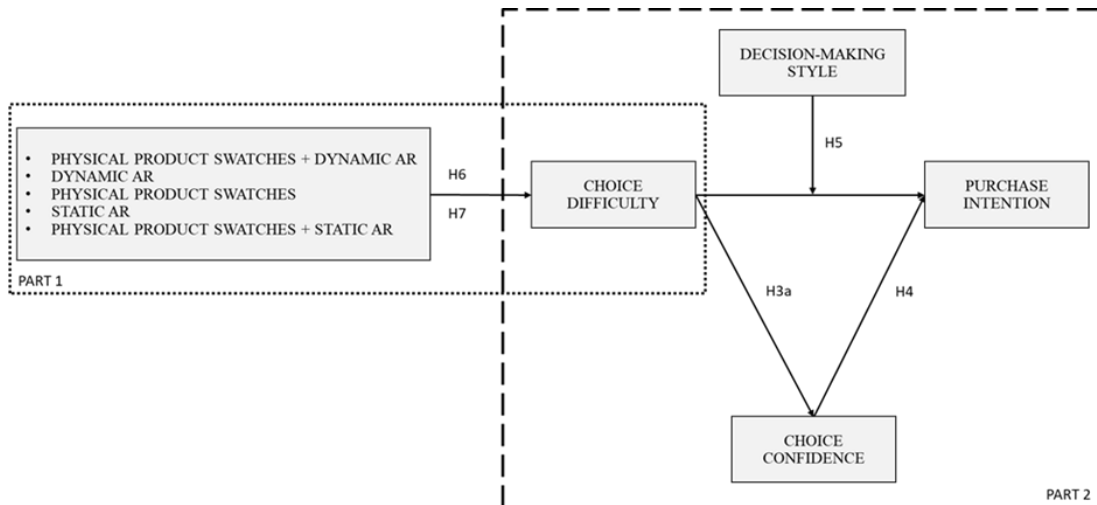 DECISION-MAKING
STYLE
H5
• PHYSICAL PRODUCT SWATCHES + DYNAMIC AR
• DYNAMIC AR
• PHYSICAL PRODUCT SWATCHES
• STATIC AR
• PHYSICAL PRODUCT SWATCHES + STATIC AR
PART 1
H6
H7
CHOICE
DIFFICULTY
PURCHASE
INTENTION
H3a
H4
CHOICE
CONFIDENCE
PART 2